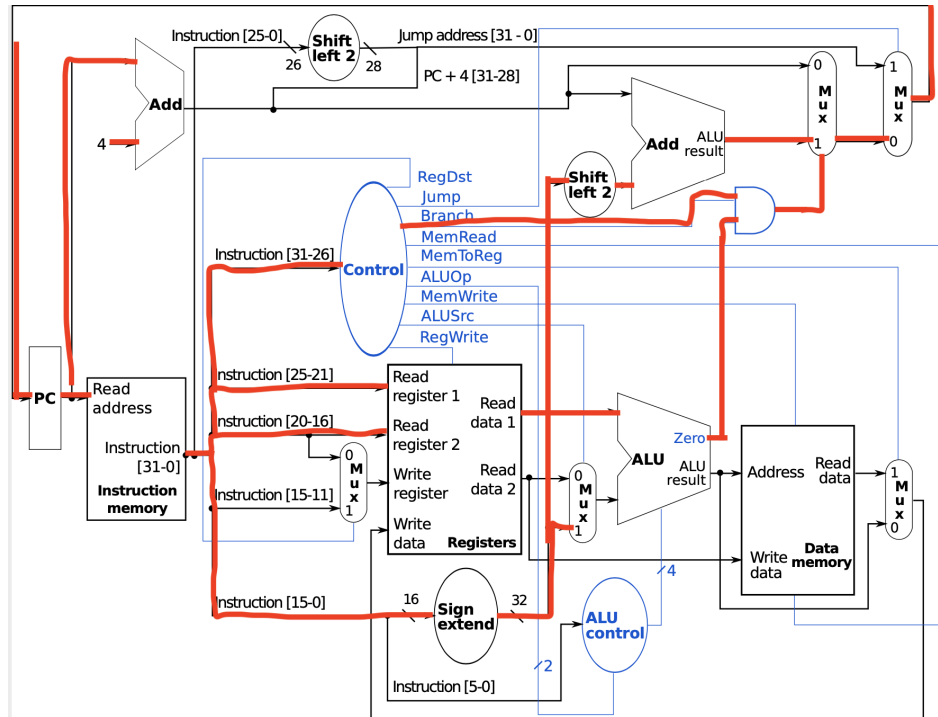 Instruction [25-0]
26
Shift
left 2
28
Jump address [31 - 0]
PC + 4 [31-28]
Add
4
0
M
u
x
1
1
M
u
x
0
Add
ALU
result
Shift
left 2
RegDst
Jump
Branch
MemRead
MemToReg
ALUOp
MemWrite
ALUSrc
RegWrite
Control
Instruction [31-26]
Instruction [25-21]
Instruction [20-16]
Instruction [15-11]
Instruction [15-0]
PC
Read
address
Instruction
[31-0]
Instruction
memory
0
M
u
x
1
Read
register 1
Read
register 2
Write
register
Write
data
Read
data 1
Read
data 2
Registers
0
M
u
x
1
ALU
Zero
ALU
result
Address
Read
data
Write
data
Data
memory
1
M
u
x
0
16
Sign
extend
32
ALU
control
4
2
Instruction [5-0]